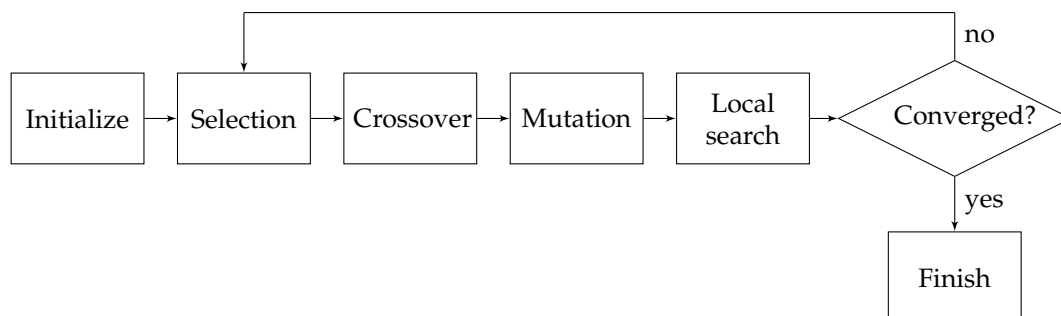 no
Initialize
Selection
Crossover
Mutation
Local
search
Converged?
yes
Finish